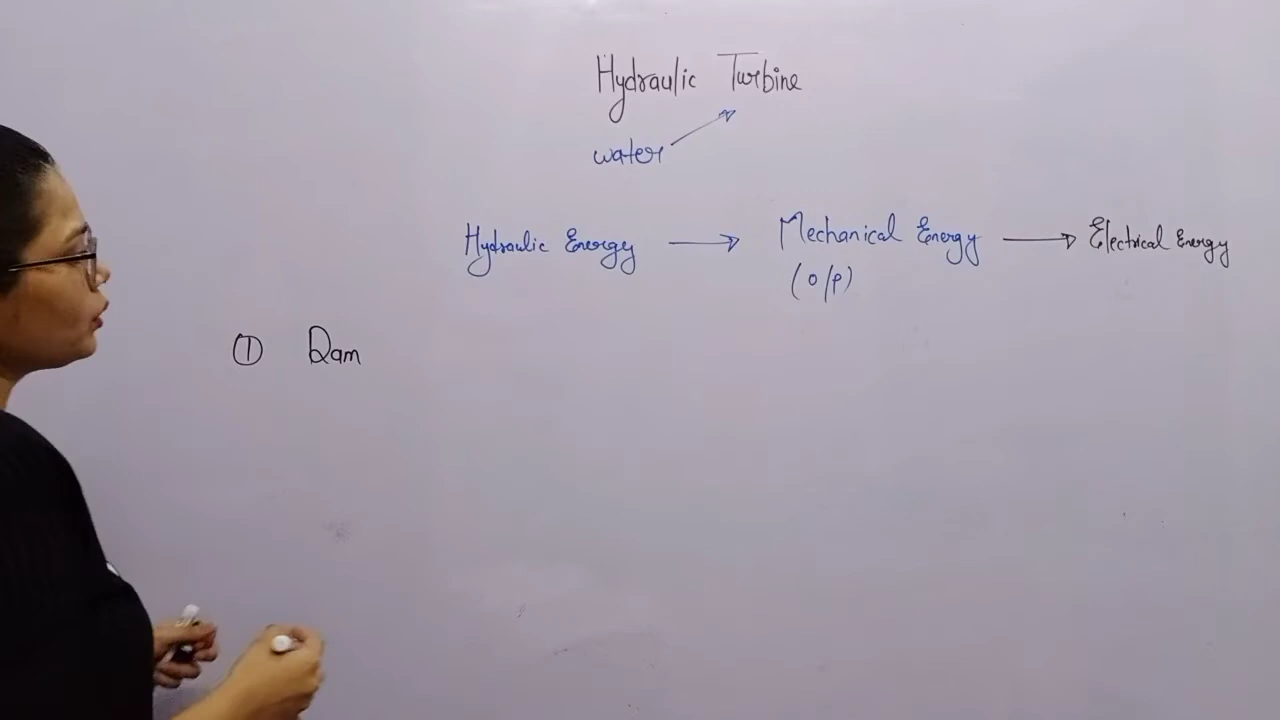 Hydraulic Turbine
water
Hydraulic Energy → Mechanical Energy → Electrical Energy
(O/P)
① Dam